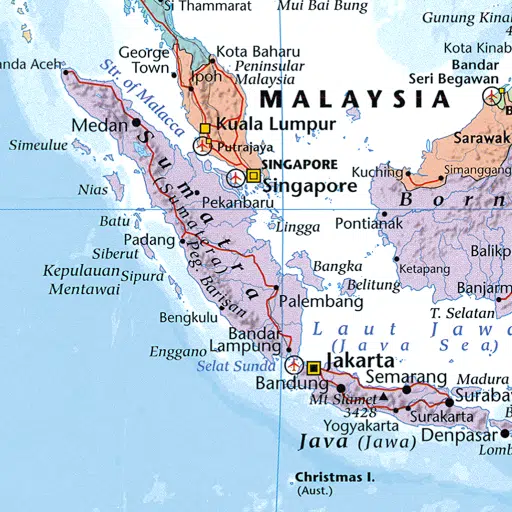 Si Thammarat
Mui Bai Bung
Gunung Kina
4
George
Town
Kota Baharu
Kota Kinab
anda Aceh
Ipoh
Peninsular
Malaysia
Bandar
Seri Begawan
Str. of Malacca
MALAYSIA
B
Medan
Kuala Lumpur
Sarawak
Simeulue
Putrajaya
SINGAPORE
Kuching
Simanggang
Nias
Singapore
Sumatra
(Sumatera)
Pekanbaru
Born
Batu
Lingga
Pontianak
Padang
Siberut
Balikp
Kepulauan
Mentawai
Sipura
Peg. Barisan
Bangka
Ketapang
Belitung
Banjarm
Palembang
Bengkulu
T. Selatan
Bandar
Lampung
Laut Jawa
(Java Sea)
Enggano
Selat Sunda
Jakarta
Bandung
Semarang
Madura
Mt Slamet
3428
Surabay
Surakarta
Yogyakarta
Denpasar
Java (Jawa)
Lomb
Christmas I.
(Aust.)